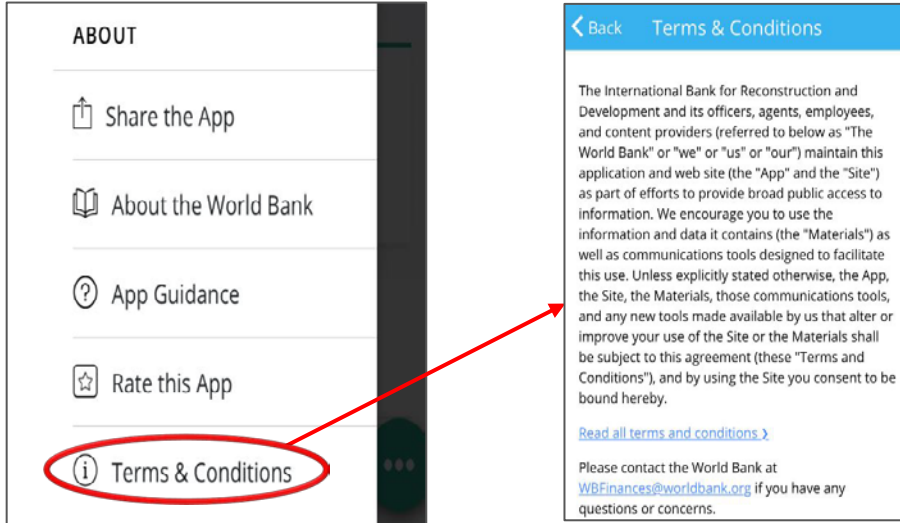 ABOUT
Share the App
About the World Bank
App Guidance
Rate this App
Terms & Conditions
Back Terms & Conditions
The International Bank for Reconstruction and
Development and its officers, agents, employees,
and content providers (referred to below as "The
World Bank" or "we" or "us" or "our") maintain this
application and web site (the "App" and the "Site")
as part of efforts to provide broad public access to
information. We encourage you to use the
information and data it contains (the "Materials") as
well as communications tools designed to facilitate
this use. Unless explicitly stated otherwise, the App,
the Site, the Materials, those communications tools,
and any new tools made available by us that alter or
improve your use of the Site or the Materials shall
be subject to this agreement (these "Terms and
Conditions"), and by using the Site you consent to be
bound hereby.
Read all terms and conditions ❯
Please contact the World Bank at
WBFinances@worldbank.org if you have any
questions or concerns.